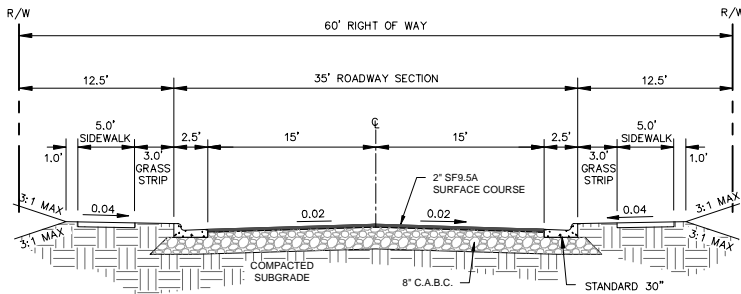 R/W
R/W
60' RIGHT OF WAY
12.5'
35' ROADWAY SECTION
12.5'
5.0'
SIDEWALK
2.5'
15'
C
L
15'
2.5'
5.0'
SIDEWALK
1.0'
3.0'
GRASS
STRIP
3.0'
GRASS
STRIP
1.0'
2" SF9.5A
SURFACE COURSE
3:1 MAX
0.04
0.02
0.02
0.04
3:1 MAX
3:1 MAX
3:1 MAX
COMPACTED
SUBGRADE
8" C.A.B.C.
STANDARD 30"